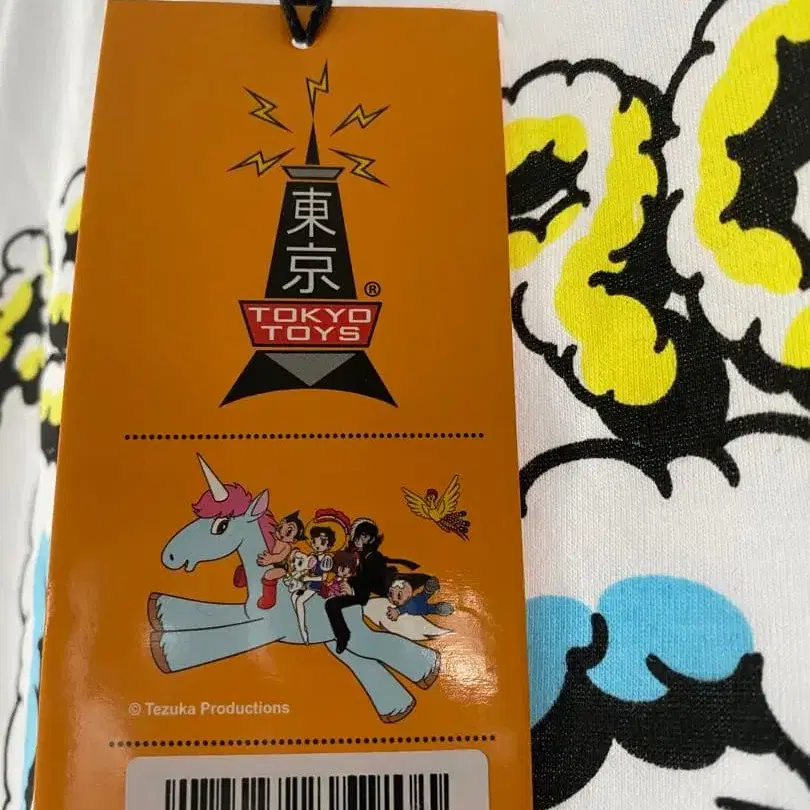 東
京
®
TOKYO
TOYS
© Tezuka Productions